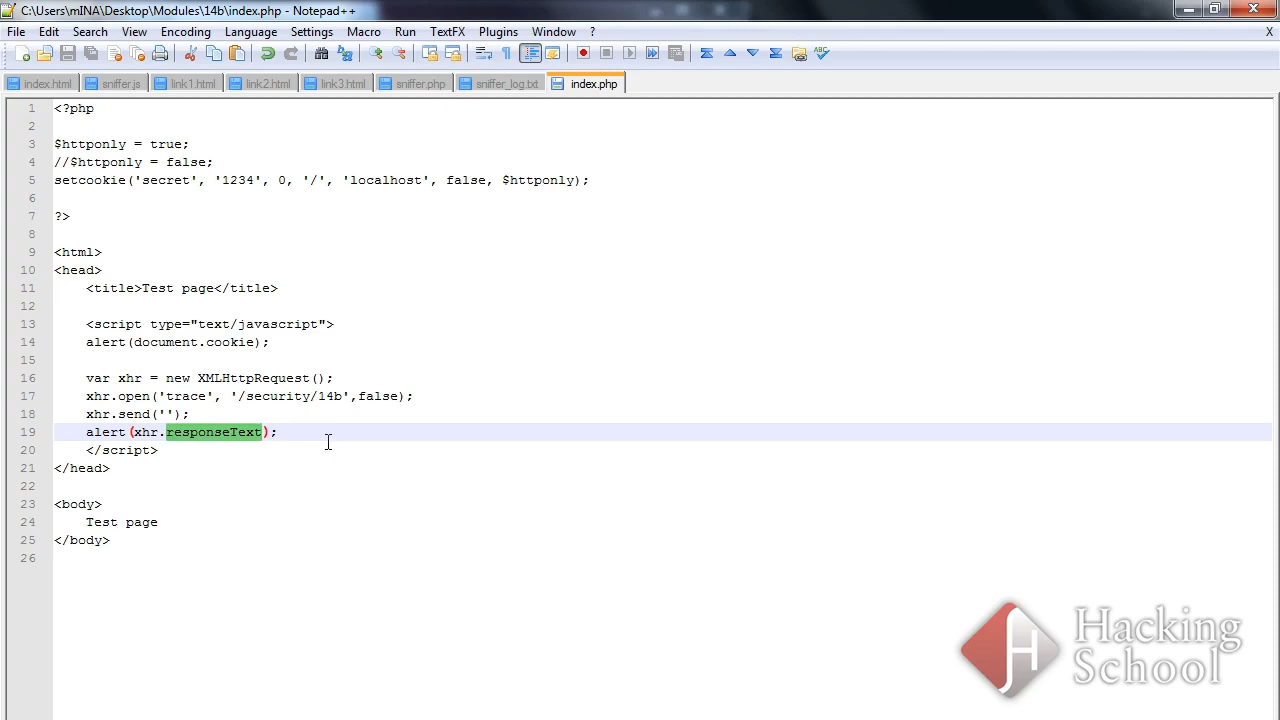 C:\Users\mINA\Desktop\Modules\14b\index.php - Notepad++
File Edit Search View Encoding Language Settings Macro Run TextFX Plugins Window ? X
index.html sniffer.js link1.html link2.html link3.html sniffer.php sniffer_log.txt index.php
1 <?php
2
3 $httponly = true;
4 //$httponly = false;
5 setcookie('secret', '1234', 0, '/', 'localhost', false, $httponly);
6
7 ?>
8
9 <html>
10 <head>
11 <title>Test page</title>
12
13 <script type="text/javascript">
14 alert(document.cookie);
15
16 var xhr = new XMLHttpRequest();
17 xhr.open('trace', '/security/14b',false);
18 xhr.send('');
19 alert(xhr.responseText);
20 </script>
21 </head>
22
23 <body>
24 Test page
25 </body>
26
Hacking
School